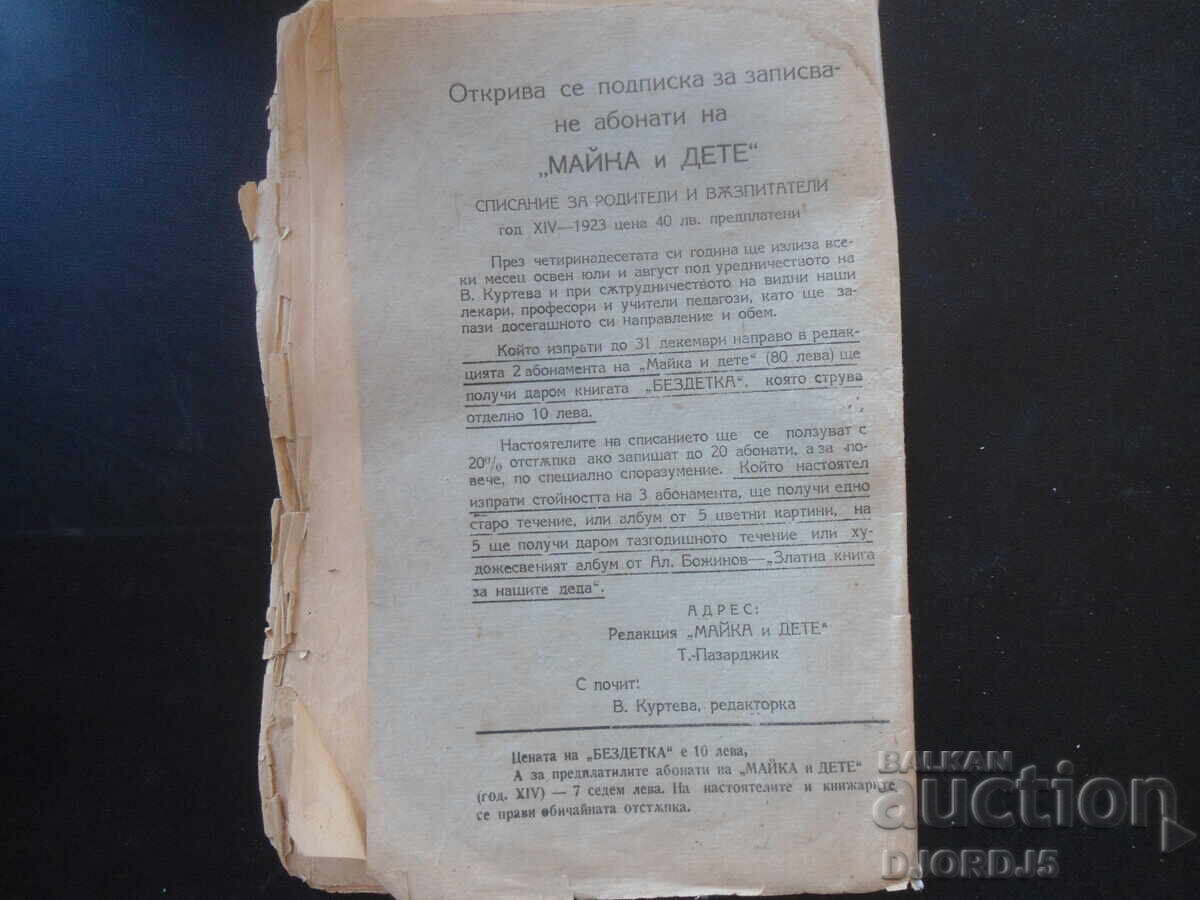 Открива се подписка за записва-
не абонати на
„МАЙКА и ДЕТЕ“
СПИСАНИЕ ЗА РОДИТЕЛИ И ВѪЗПИТАТЕЛИ
год XIV—1923 цена 40 лв. предплатени
През четиринадесетата си година ще излиза все-
ки месец освен юли и август под уредничеството на
В. Куртева и при сѫтрудничеството на видни наши
лекари, професори и учители педагози, като ще за-
пази досегашното си направление и обем.
Който изпрати до 31 декември направо в редак-
цията 2 абонамента на „Майка и дете“ (80 лева) ще
получи даром книгата „БЕЗДЕТКА“, която струва
отделно 10 лева.
Настоятелите на списанието ще се ползуват с
20% отстѫпка ако запишат до 20 абонати, а за по-
вече, по специално споразумение. Който настоятел
изпрати стойността на 3 абонамента, ще получи едно
старо течение, или албум от 5 цветни картини, на
5 ще получи даром тазгодишното течение или ху-
дожесвеният албум от Ал. Божинов—„Златна книга
за нашите деца“.
АДРЕС:
Редакция „МАЙКА и ДЕТЕ“
Т.-Пазарджик
С почит:
В. Куртева, редакторка
Цената на „БЕЗДЕТКА“ е 10 лева,
А за предплатилите абонати на „МАЙКА и ДЕТЕ“
(год. XIV) — 7 седем лева. На настоятелите и книжарите
се прави обичайната отстѫпка.
BALKAN
auction
DJORDJ5